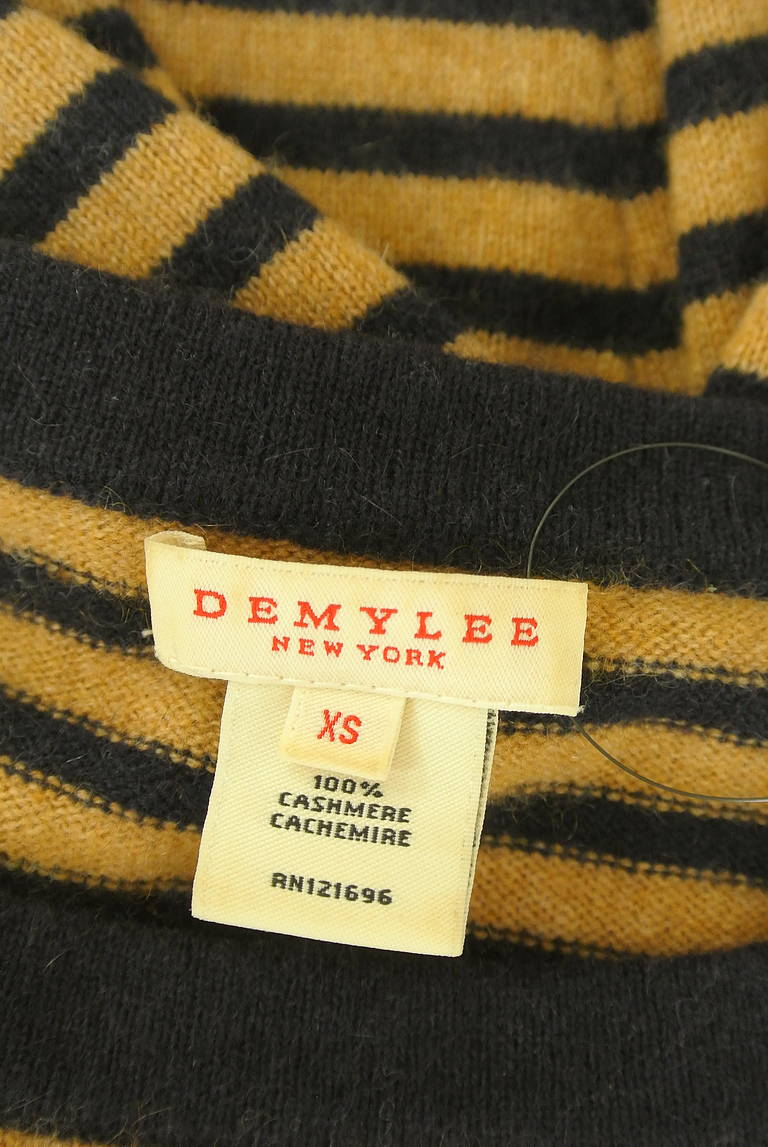 DEMYLEE
NEW YORK
XS
100%
CASHMERE
CACHEMIRE
RN121696